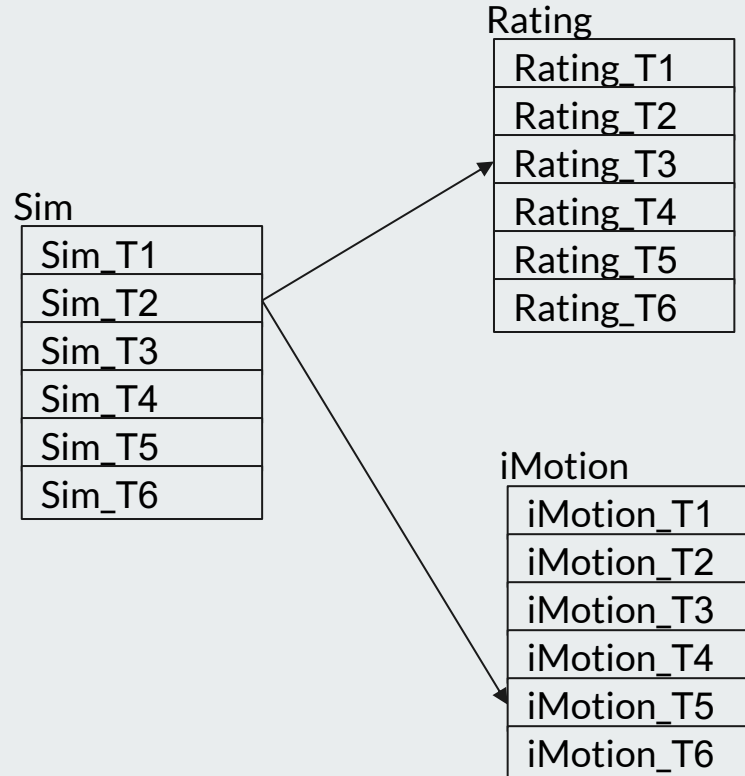 Rating
Rating_T1
Rating_T2
Rating_T3
Rating_T4
Rating_T5
Rating_T6
Sim
Sim_T1
Sim_T2
Sim_T3
Sim_T4
Sim_T5
Sim_T6
iMotion
iMotion_T1
iMotion_T2
iMotion_T3
iMotion_T4
iMotion_T5
iMotion_T6